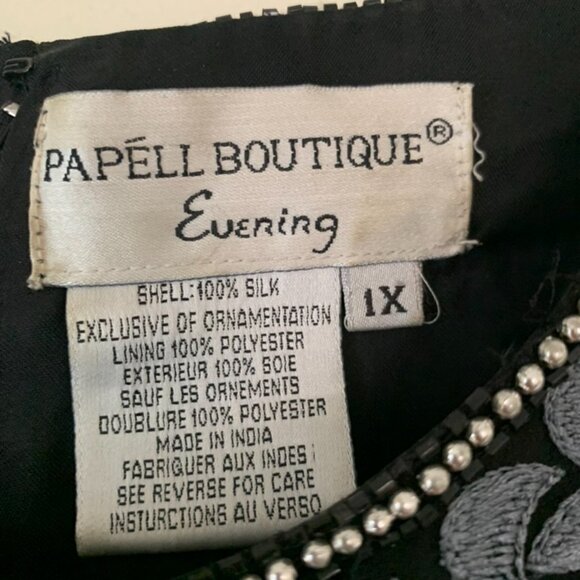 PAPÉLL BOUTIQUE®
Evening
1X
SHELL:100% SILK
EXCLUSIVE OF ORNAMENTATION
LINING 100% POLYESTER
EXTERIEUR 100% SOIE
SAUF LES ORNEMENTS
DOUBLURE 100% POLYESTER
MADE IN INDIA
FABRIQUER AUX INDES
SEE REVERSE FOR CARE
INSTURCTIONS AU VERSO